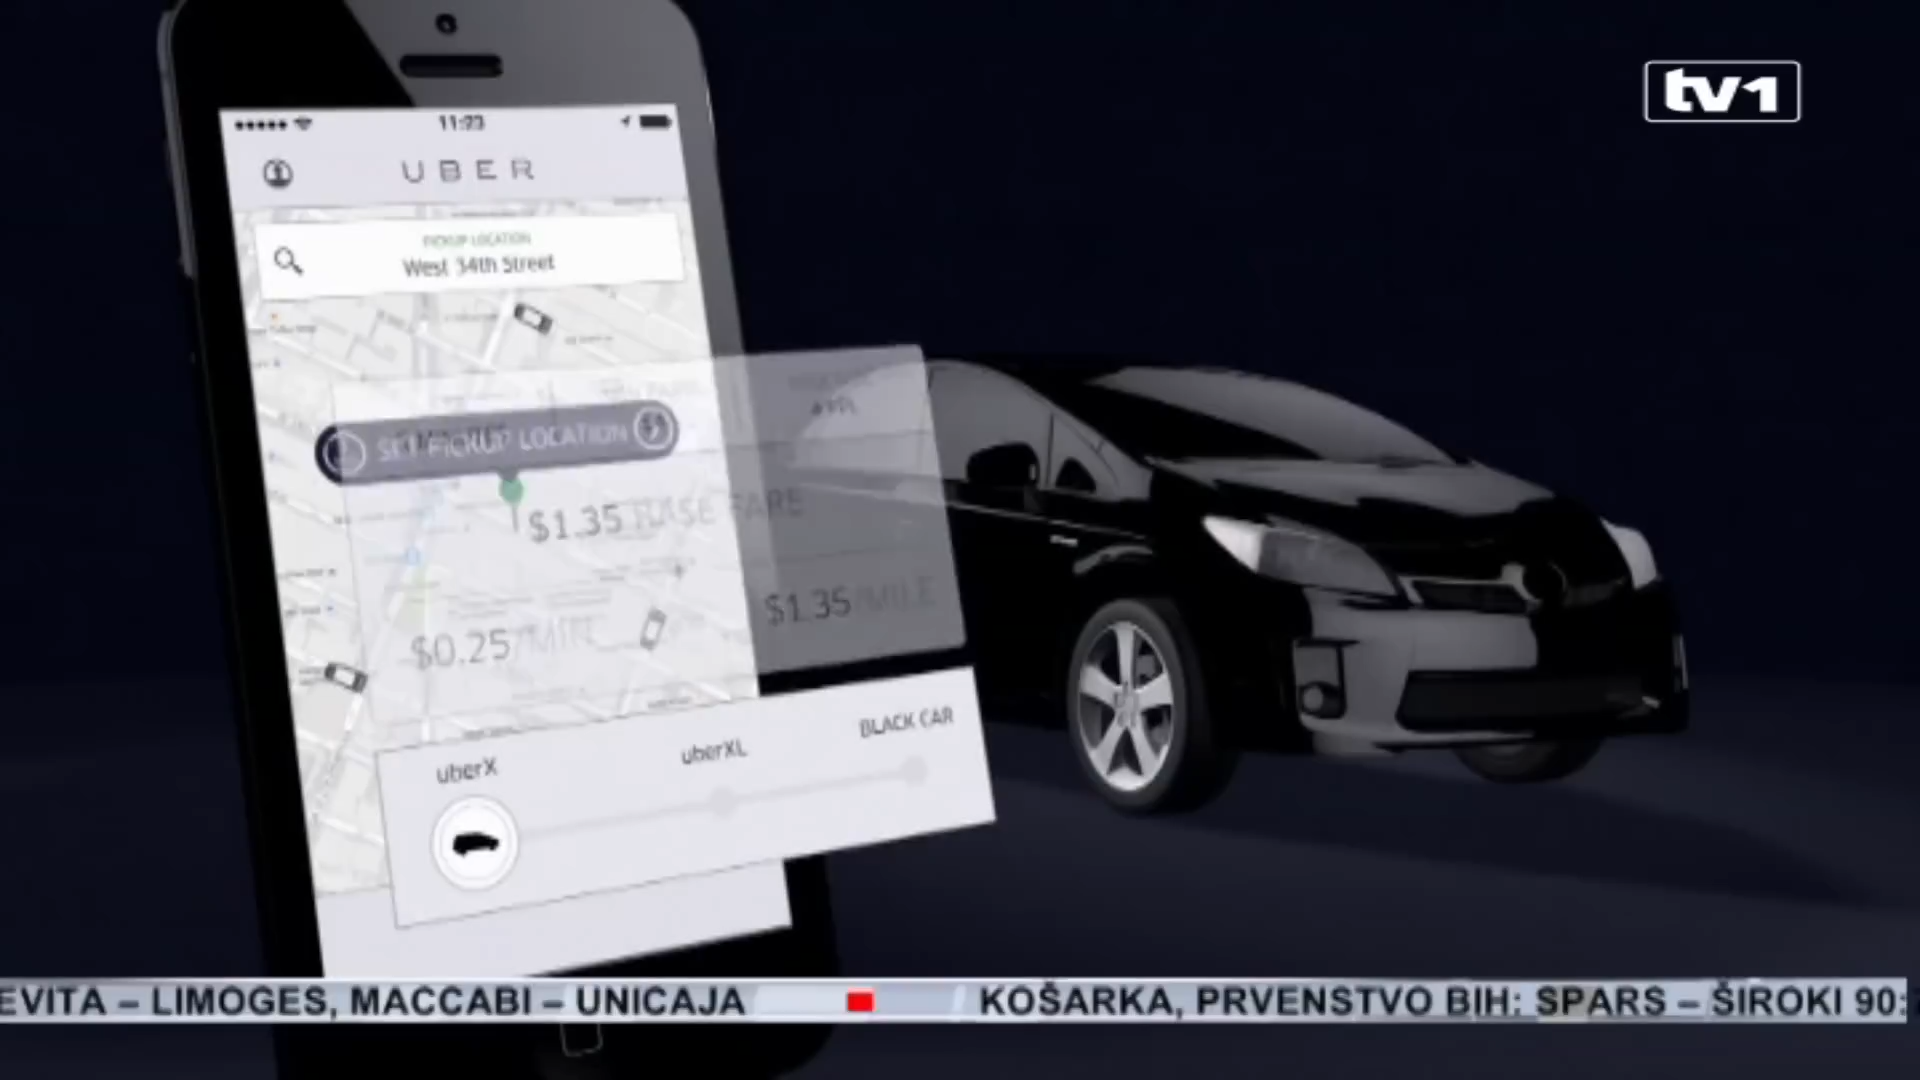 tv1
11:23
UBER
PICKUP LOCATION
West 34th Street
SET PICKUP LOCATION
$1.35 BASE FARE
$0.25/MIN
$1.35/MILE
uberX
uberXL
BLACK CAR
EVITA – LIMOGES, MACCABI – UNICAJA
KOŠARKA, PRVENSTVO BIH: SPARS – ŠIROKI 90: